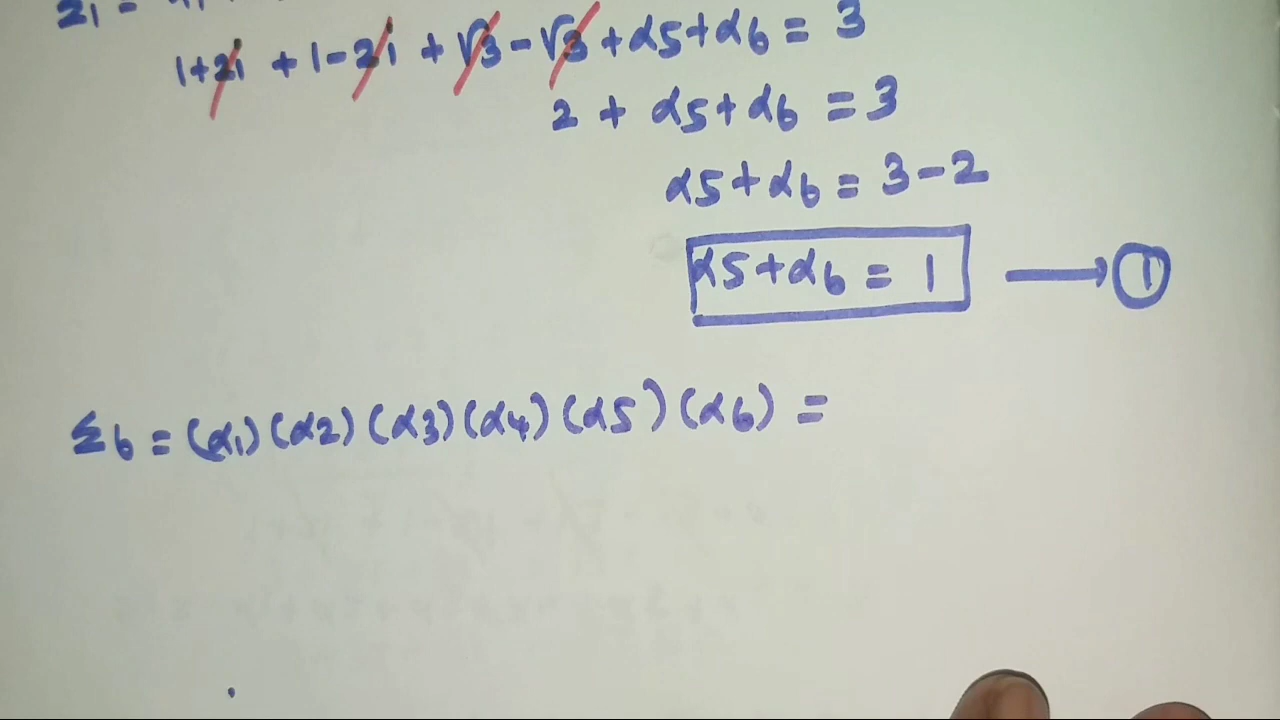 1+2i + 1-2i + √3 - √3 + α5 + α6 = 3
2 + α5 + α6 = 3
α5 + α6 = 3 - 2
α5 + α6 = 1 → ①
Σ6 = (α1) (α2) (α3) (α4) (α5) (α6) =